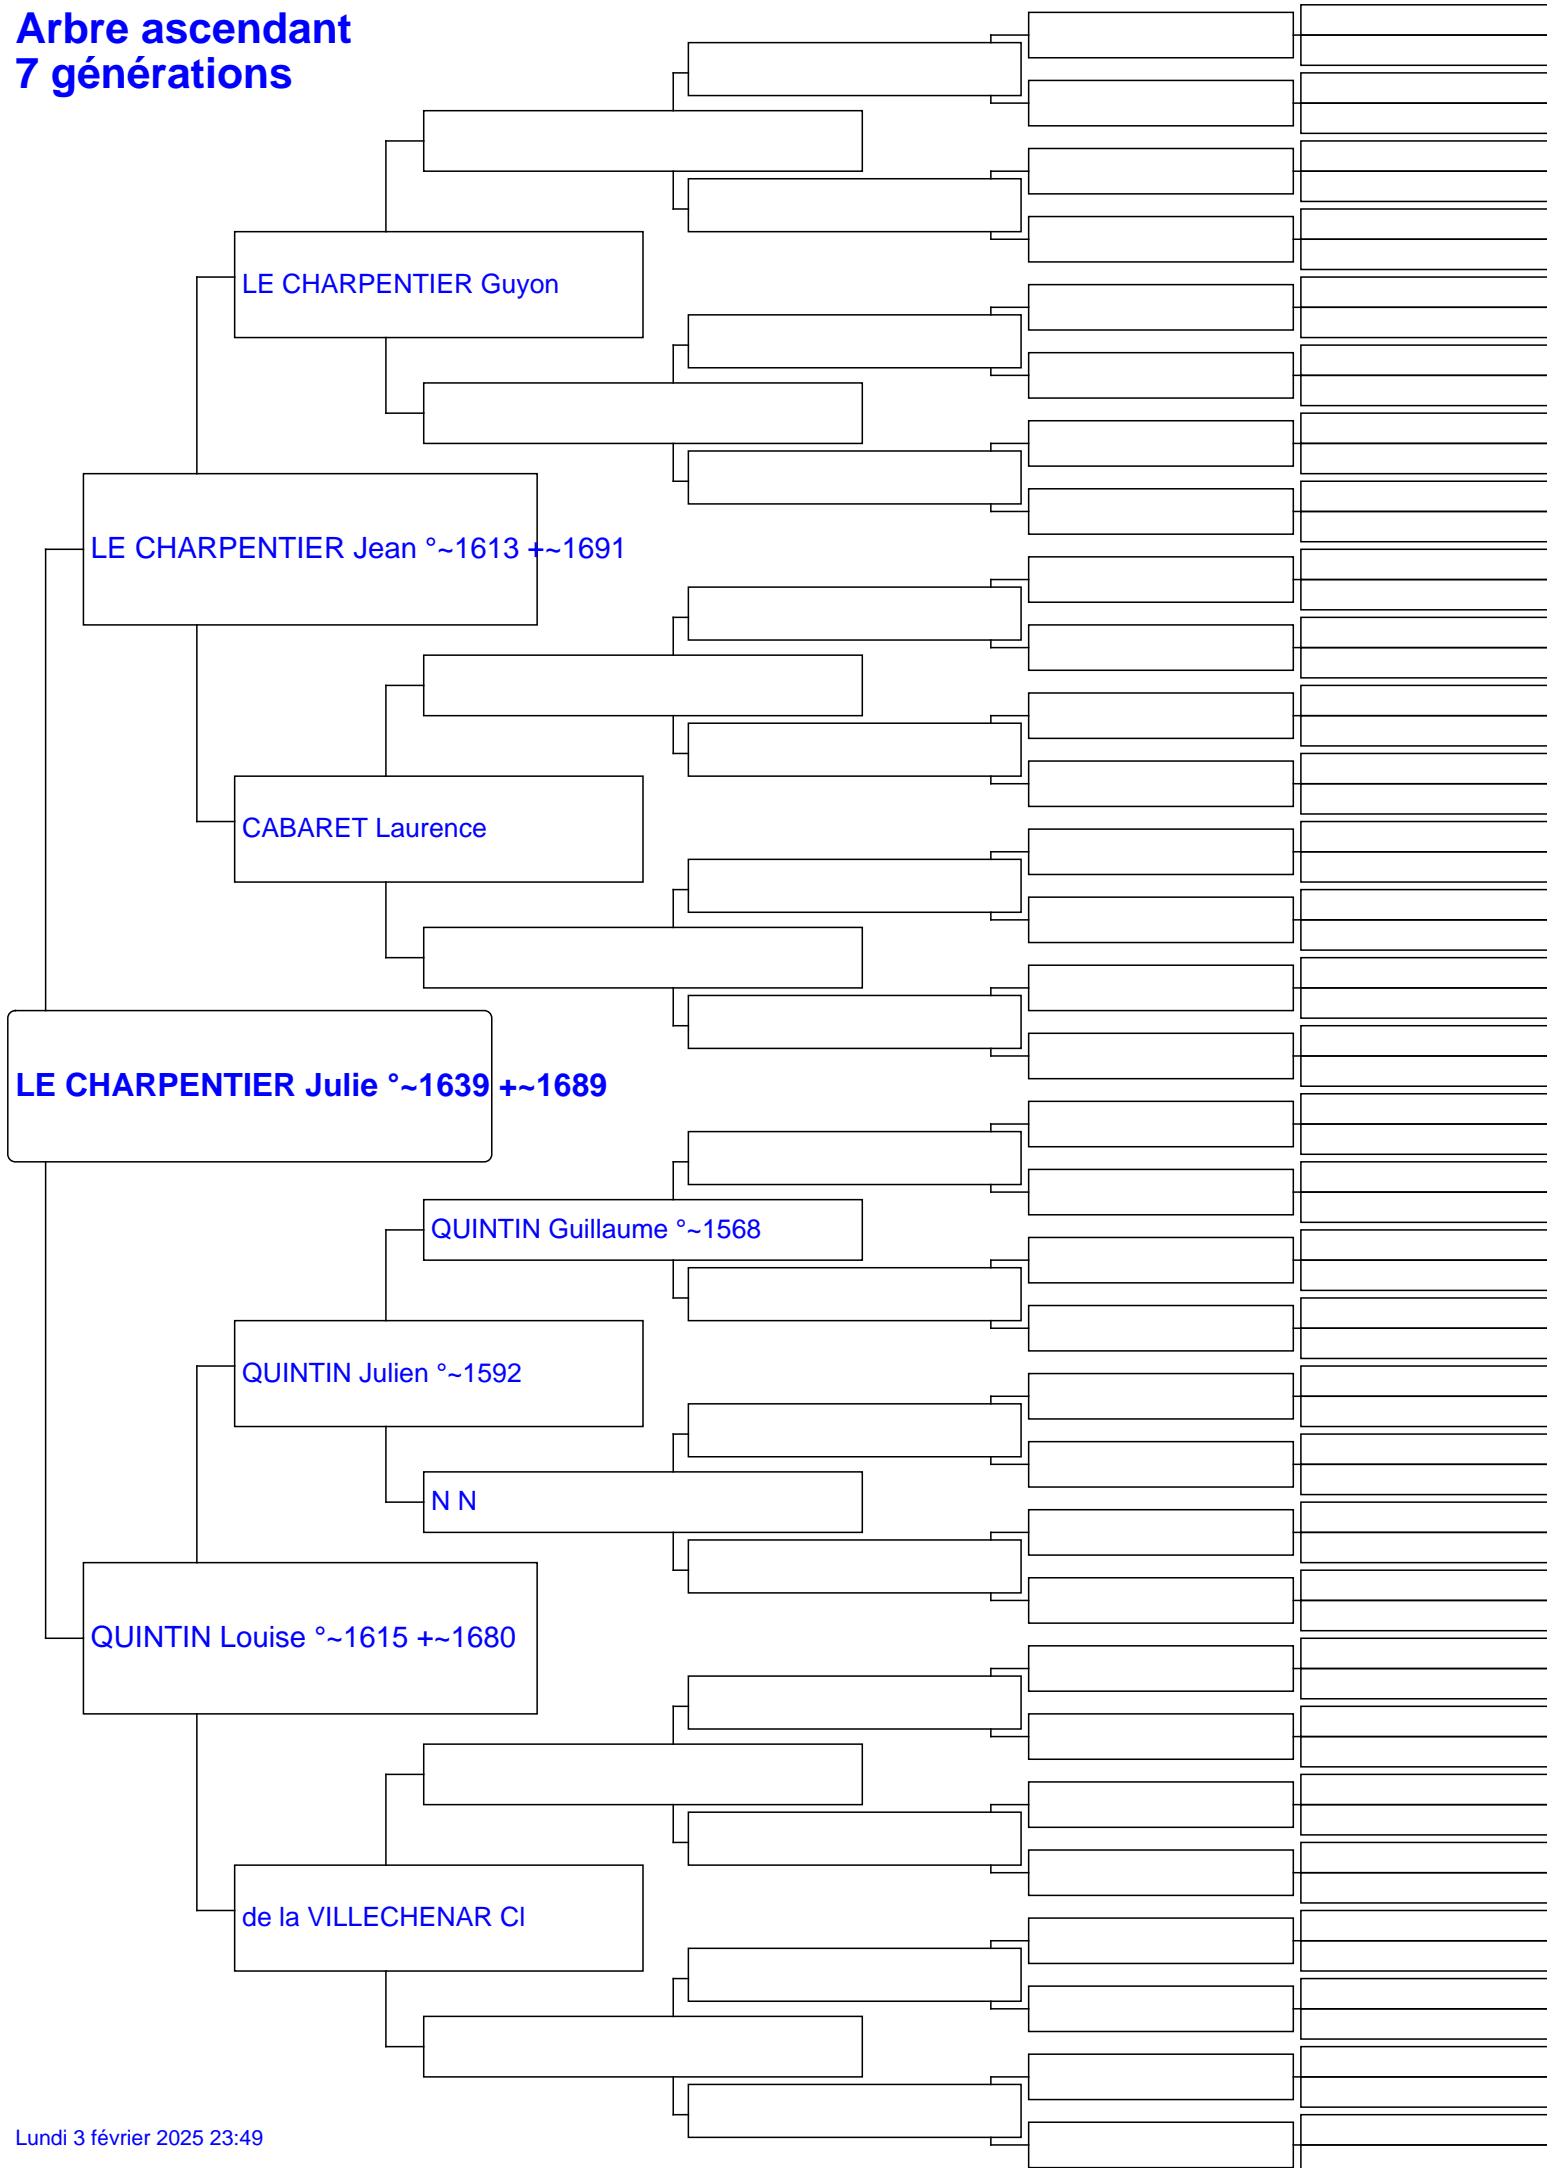 Arbre ascendant
7 générations
LE CHARPENTIER Guyon
LE CHARPENTIER Jean °~1613 +~1691
CABARET Laurence
LE CHARPENTIER Julie °~1639 +~1689
QUINTIN Guillaume °~1568
QUINTIN Julien °~1592
N N
QUINTIN Louise °~1615 +~1680
de la VILLECHENAR Cl
Lundi 3 février 2025 23:49